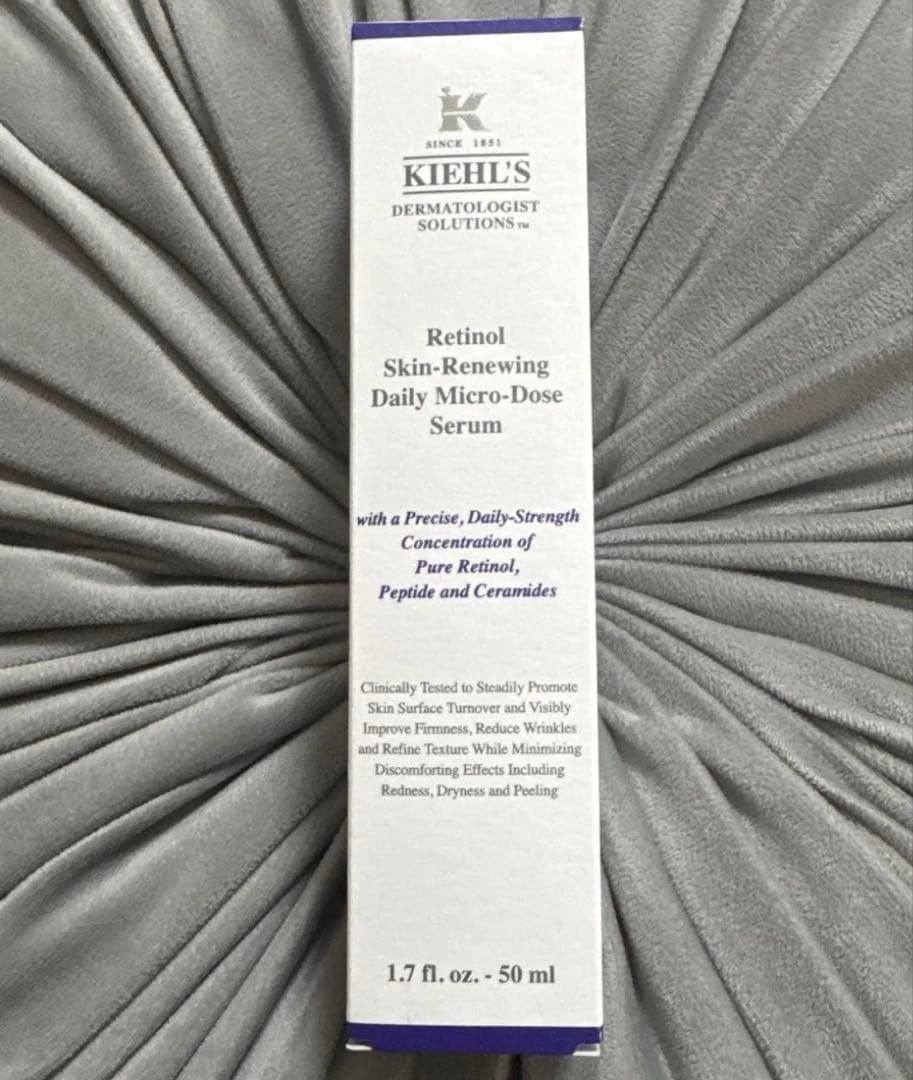 K
SINCE 1851
KIEHL'S
DERMATOLOGIST
SOLUTIONS™
Retinol
Skin-Renewing
Daily Micro-Dose
Serum
with a Precise, Daily-Strength
Concentration of
Pure Retinol,
Peptide and Ceramides
Clinically Tested to Steadily Promote
Skin Surface Turnover and Visibly
Improve Firmness, Reduce Wrinkles
and Refine Texture While Minimizing
Discomforting Effects Including
Redness, Dryness and Peeling
1.7 fl. oz. - 50 ml